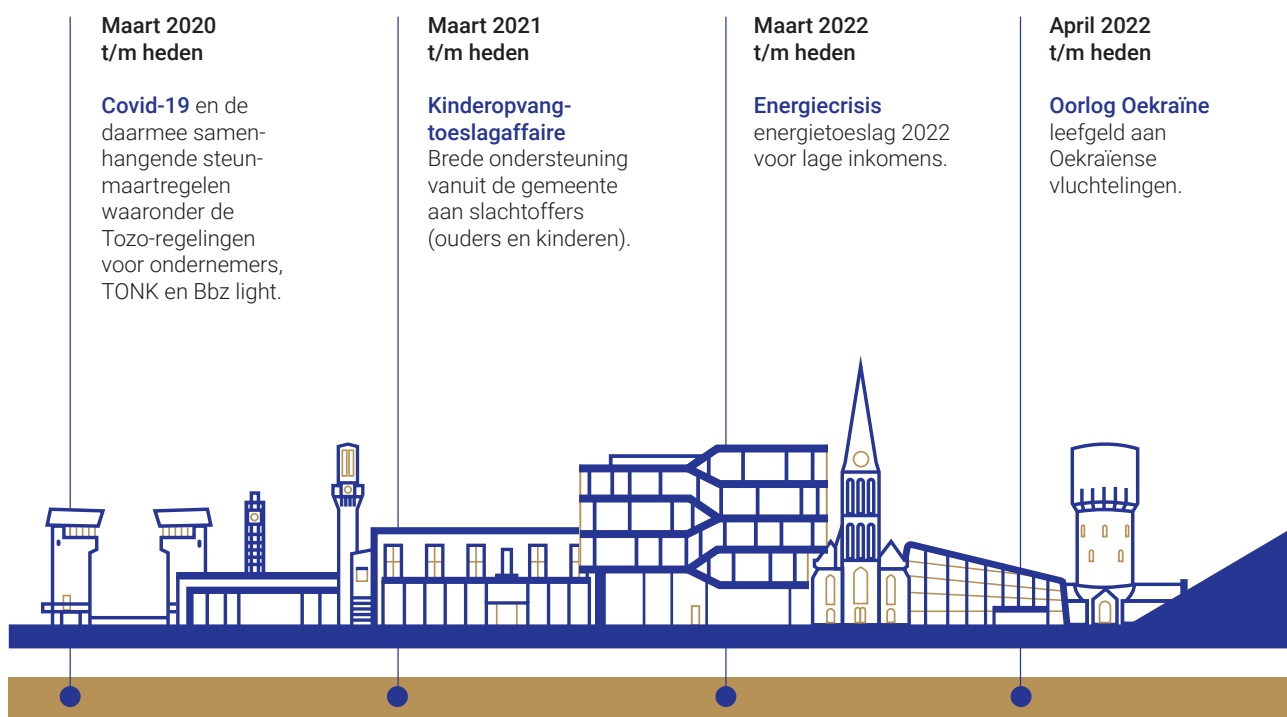 Maart 2020
t/m heden
Covid-19 en de
daarmee samen-
hangende steun-
maartregelen
waaronder de
Tozo-regelingen
voor ondernemers,
TONK en Bbz light.
Maart 2021
t/m heden
Kinderopvang-
toeslagaffaire
Brede ondersteuning
vanuit de gemeente
aan slachtoffers
(ouders en kinderen).
Maart 2022
t/m heden
Energiecrisis
energietoeslag 2022
voor lage inkomens.
April 2022
t/m heden
Oorlog Oekraïne
leefgeld aan
Oekraïense
vluchtelingen.